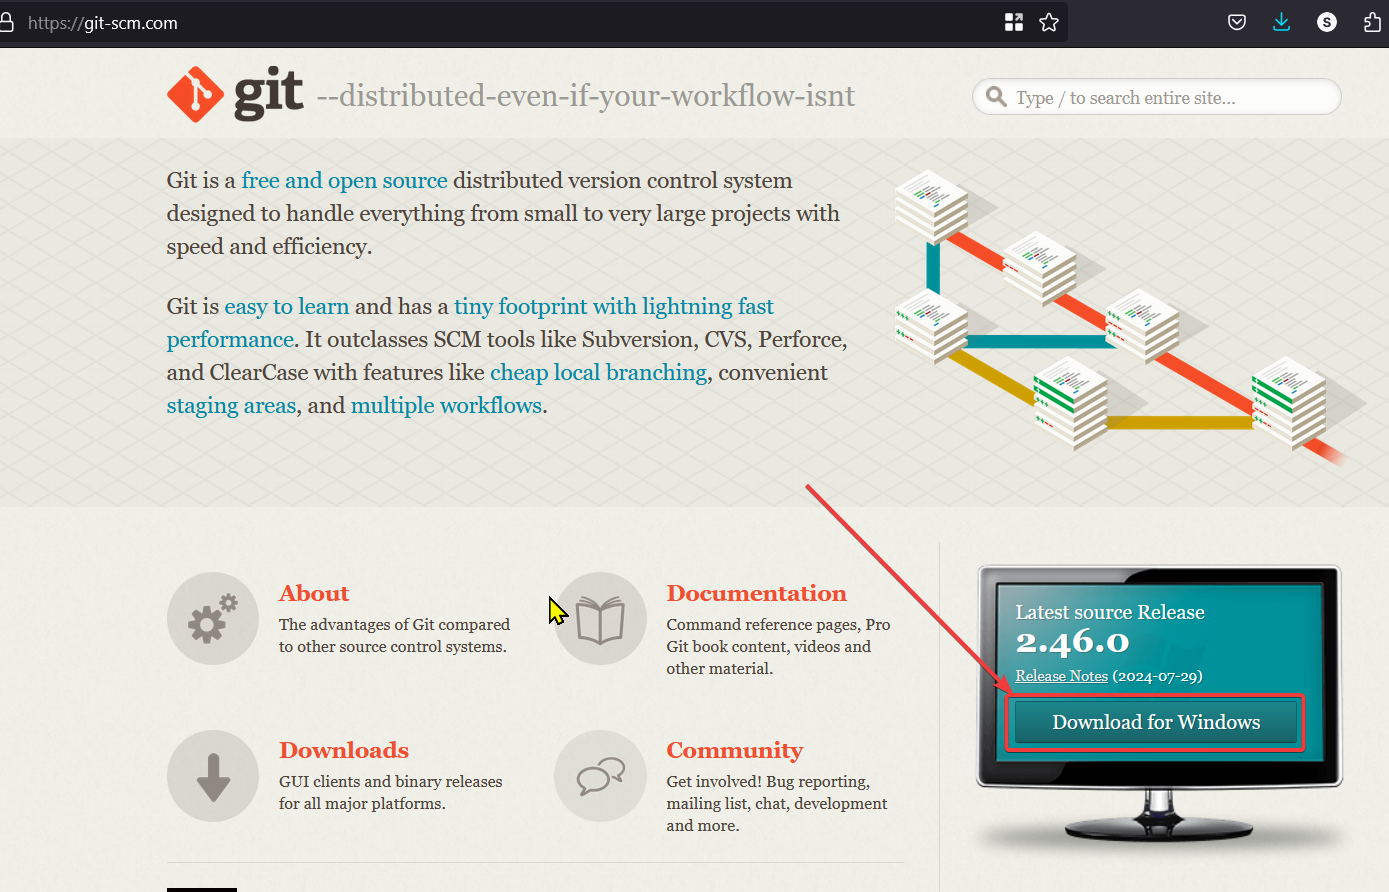 https://git-scm.com
S
git --distributed-even-if-your-workflow-isnt
Type / to search entire site...
Git is a free and open source distributed version control system
designed to handle everything from small to very large projects with
speed and efficiency.
Git is easy to learn and has a tiny footprint with lightning fast
performance. It outclasses SCM tools like Subversion, CVS, Perforce,
and ClearCase with features like cheap local branching, convenient
staging areas, and multiple workflows.
About
The advantages of Git compared
to other source control systems.
Documentation
Command reference pages, Pro
Git book content, videos and
other material.
Downloads
GUI clients and binary releases
for all major platforms.
Community
Get involved! Bug reporting,
mailing list, chat, development
and more.
Latest source Release
2.46.0
Release Notes (2024-07-29)
Download for Windows